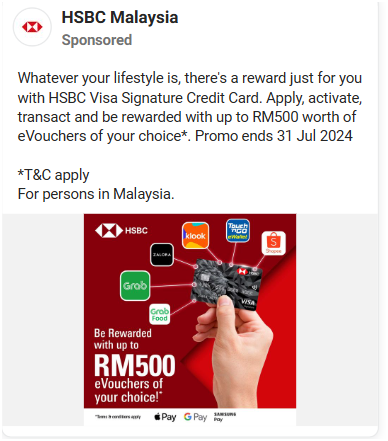 HSBC Malaysia
Sponsored
Whatever your lifestyle is, there's a reward just for you
with HSBC Visa Signature Credit Card. Apply, activate,
transact and be rewarded with up to RM500 worth of
eVouchers of your choice*. Promo ends 31 Jul 2024
*T&C apply
For persons in Malaysia.
HSBC
klook
Touch
'n GO
eWallet
Shopee
ZALORA
Grab
HSBC
VISA
Grab
Food
Be Rewarded
with up to
RM500
eVouchers of
your choice!*
*Terms & conditions apply
Pay
G Pay
SAMSUNG
Pay